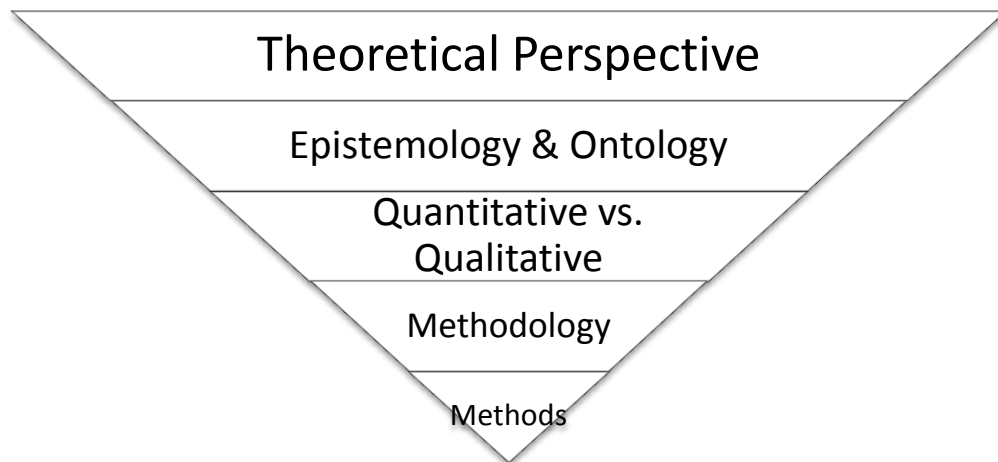 Theoretical Perspective
Epistemology & Ontology
Quantitative vs.
Qualitative
Methodology
Methods